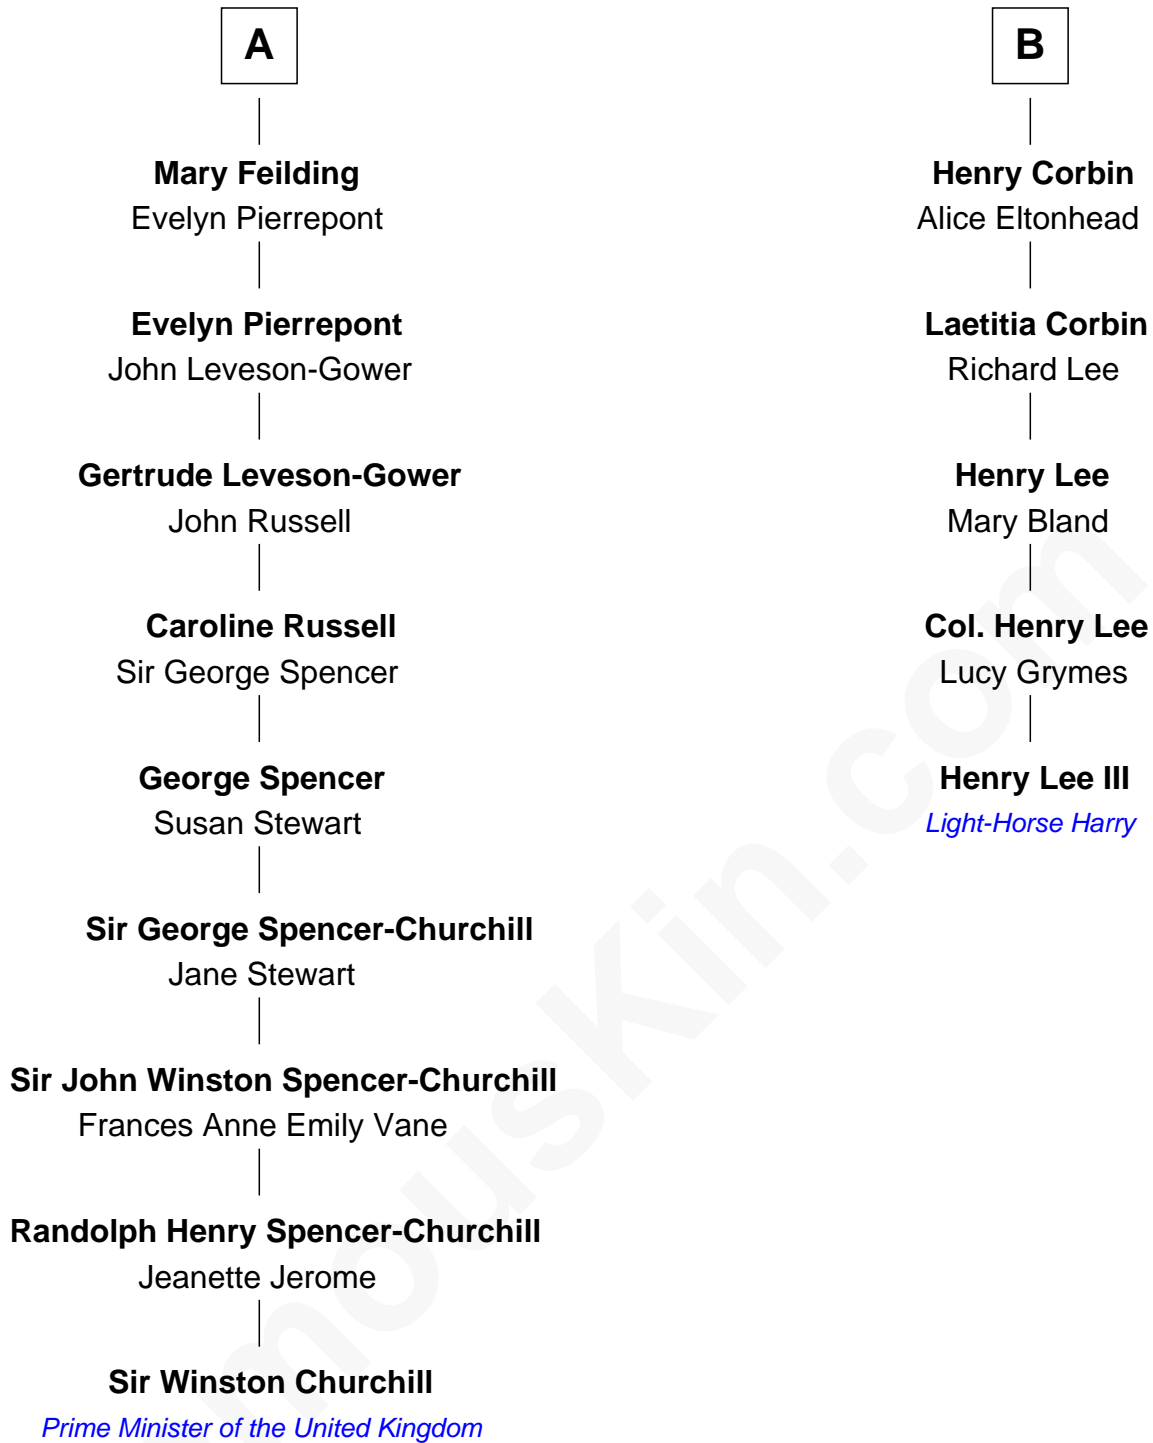 A
Mary Feilding
Evelyn Pierrepont
Evelyn Pierrepont
John Leveson-Gower
Gertrude Leveson-Gower
John Russell
Caroline Russell
Sir George Spencer
George Spencer
Susan Stewart
Sir George Spencer-Churchill
Jane Stewart
Sir John Winston Spencer-Churchill
Frances Anne Emily Vane
Randolph Henry Spencer-Churchill
Jeanette Jerome
Sir Winston Churchill
Prime Minister of the United Kingdom
B
Henry Corbin
Alice Eltonhead
Laetitia Corbin
Richard Lee
Henry Lee
Mary Bland
Col. Henry Lee
Lucy Grymes
Henry Lee III
Light-Horse Harry
mousKin.com